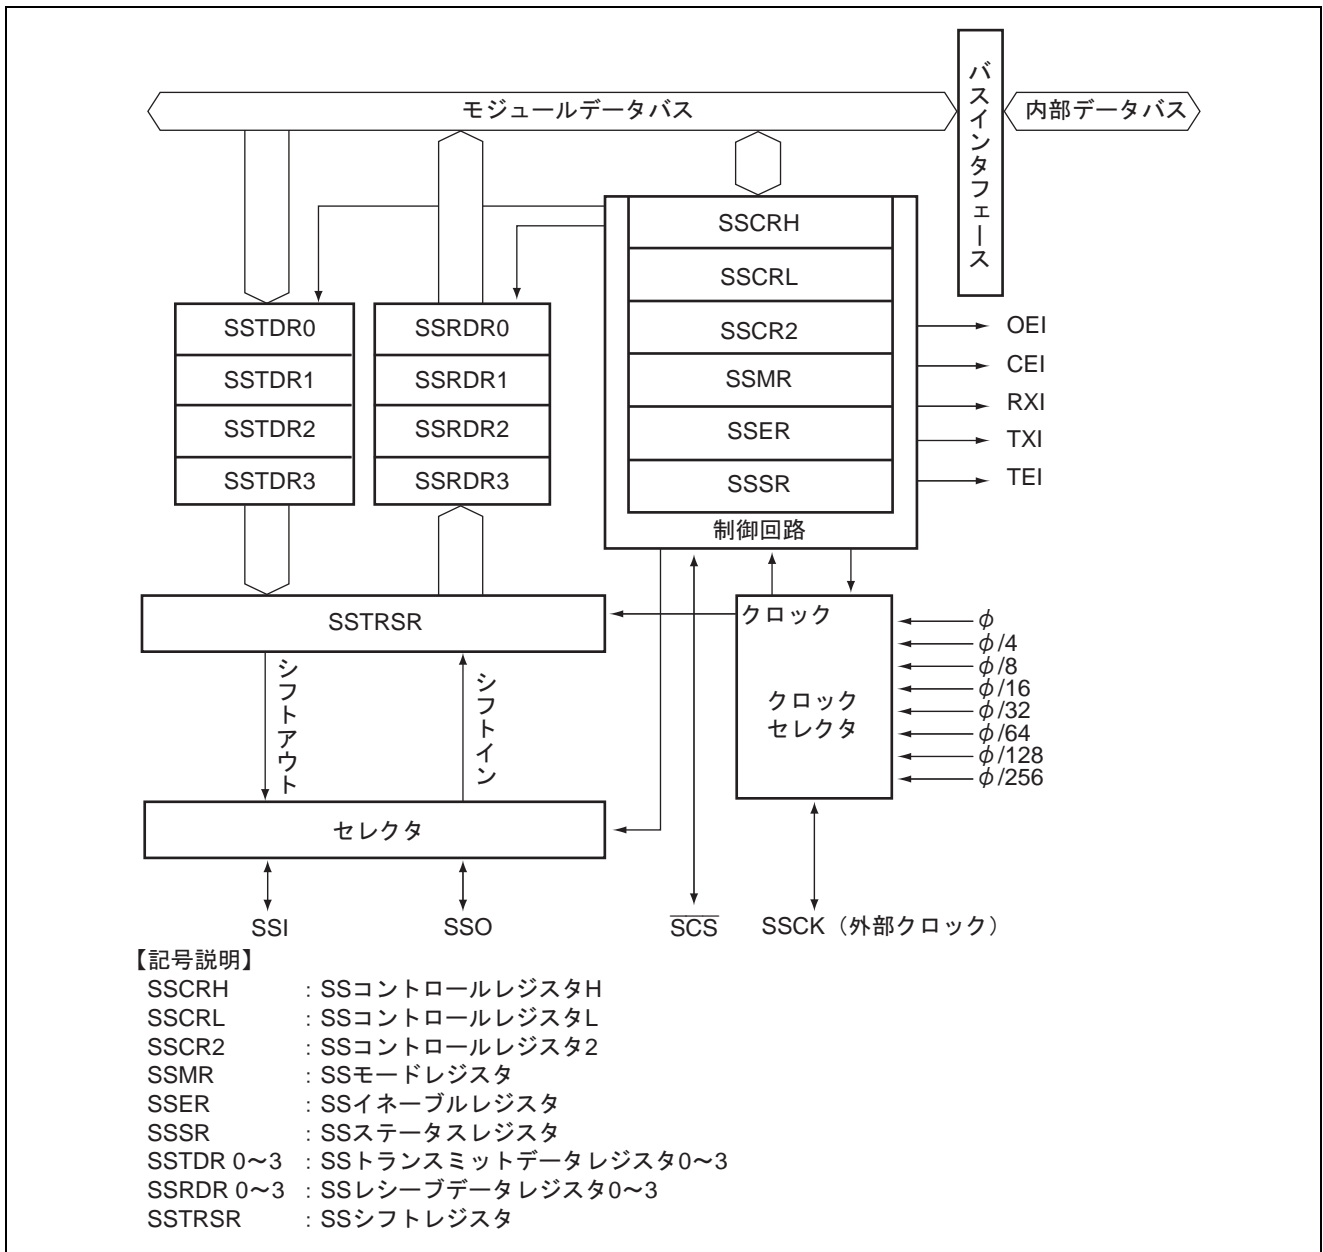 モジュールデータバス
バスインタフェース
内部データバス
SSCRH
SSCRL
SSCR2
SSMR
SSER
SSSR
制御回路
SSTDR0
SSTDR1
SSTDR2
SSTDR3
SSRDR0
SSRDR1
SSRDR2
SSRDR3
OEI
CEI
RXI
TXI
TEI
SSTRSR
クロック
クロック
セレクタ
φ
φ/4
φ/8
φ/16
φ/32
φ/64
φ/128
φ/256
シフトアウト
シフトイン
セレクタ
SSI
SSO
S̅C̅S̅
SSCK（外部クロック）
【記号説明】
SSCRH : SSコントロールレジスタH
SSCRL : SSコントロールレジスタL
SSCR2 : SSコントロールレジスタ2
SSMR : SSモードレジスタ
SSER : SSイネーブルレジスタ
SSSR : SSステータスレジスタ
SSTDR 0〜3 : SSトランスミットデータレジスタ0〜3
SSRDR 0〜3 : SSレシーブデータレジスタ0〜3
SSTRSR : SSシフトレジスタ